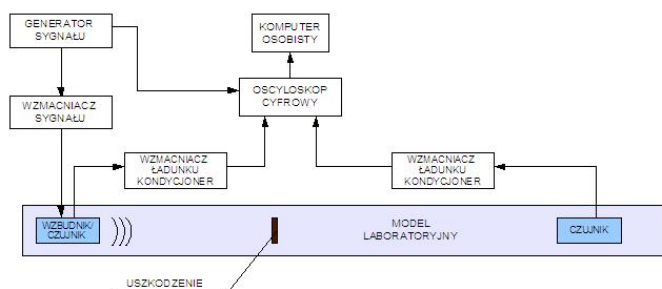 GENERATOR
SYGNAŁU
KOMPUTER
OSOBISTY
OSCYLOSKOP
CYFROWY
WZMACNIACZ
SYGNAŁU
WZMACNIACZ
ŁADUNKU
KONDYCJONER
WZMACNIACZ
ŁADUNKU
KONDYCJONER
WZBUDNIK/
CZUJNIK
MODEL
LABORATORYJNY
CZUJNIK
USZKODZENIE